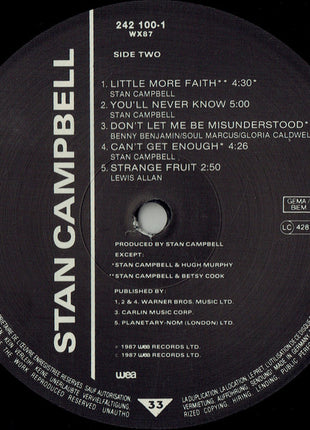 242 100-1
WX87
SIDE TWO
STAN CAMPBELL
1. LITTLE MORE FAITH** 4:30*
STAN CAMPBELL
2. YOU'LL NEVER KNOW 5:00
STAN CAMPBELL
3. DON'T LET ME BE MISUNDERSTOOD*
BENNY BENJAMIN/SOUL MARCUS/GLORIA CALDWEL
4. CAN'T GET ENOUGH* 4:26
STAN CAMPBELL
5. STRANGE FRUIT 2:50
LEWIS ALLAN
GEMA/
BIEM
LC 428
PRODUCED BY STAN CAMPBELL
EXCEPT:
*STAN CAMPBELL & HUGH MURPHY
**STAN CAMPBELL & BETSY COOK
PUBLISHED BY:
1, 2 & 4. WARNER BROS. MUSIC LTD.
3. CARLIN MUSIC CORP.
5. PLANETARY-NOM (LONDON) LTD.
℗ 1987 wea RECORDS LTD.
© 1987 wea RECORDS LTD.
wea
33